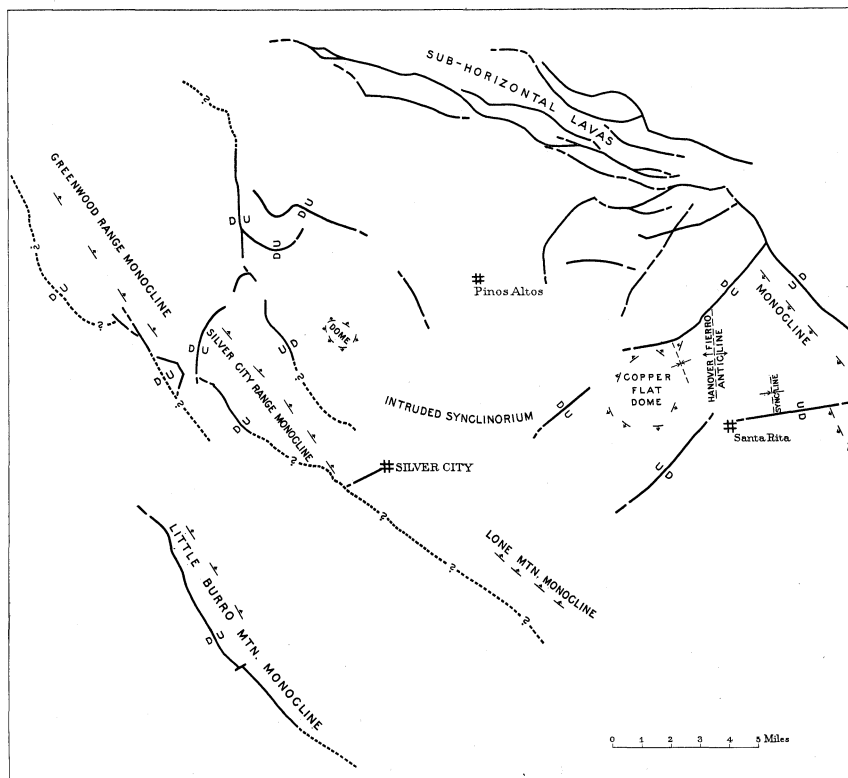 SUB-HORIZONTAL LAVAS
GREENWOOD RANGE MONOCLINE
?
D U
D U
D U
?
D U
Pinos Altos
D U
MONOCLINE
?
D U
?
D U
SILVER CITY RANGE MONOCLINE
DOME
D U
HANOVER FIERRO
ANTICLINE
COPPER
FLAT
DOME
D U
?
?
INTRUDED SYNCLINORIUM
D U
SYNCLINE
U
D
Santa Rita
D U
?
SILVER CITY
U D
?
LITTLE BURRO MTN. MONOCLINE
LONE MTN. MONOCLINE
?
D U
0 1 2 3 4 5 Miles